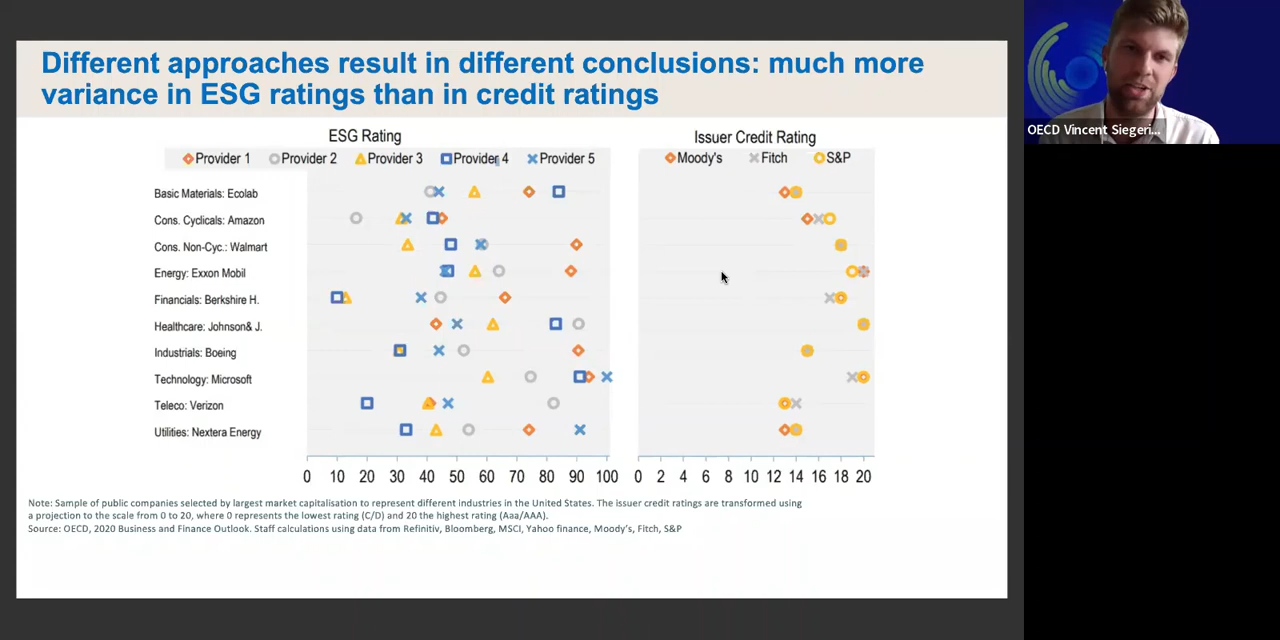 Different approaches result in different conclusions: much more
variance in ESG ratings than in credit ratings
OECD Vincent Siegeri...
ESG Rating
Issuer Credit Rating
Provider 1 Provider 2 Provider 3 Provider 4 Provider 5
Moody's Fitch S&P
Basic Materials: Ecolab
Cons. Cyclicals: Amazon
Cons. Non-Cyc.: Walmart
Energy: Exxon Mobil
Financials: Berkshire H.
Healthcare: Johnson& J.
Industrials: Boeing
Technology: Microsoft
Teleco: Verizon
Utilities: Nextera Energy
0 10 20 30 40 50 60 70 80 90 100
0 2 4 6 8 10 12 14 16 18 20
Note: Sample of public companies selected by largest market capitalisation to represent different industries in the United States. The issuer credit ratings are transformed using
a projection to the scale from 0 to 20, where 0 represents the lowest rating (C/D) and 20 the highest rating (Aaa/AAA).
Source: OECD, 2020 Business and Finance Outlook. Staff calculations using data from Refinitiv, Bloomberg, MSCI, Yahoo finance, Moody's, Fitch, S&P